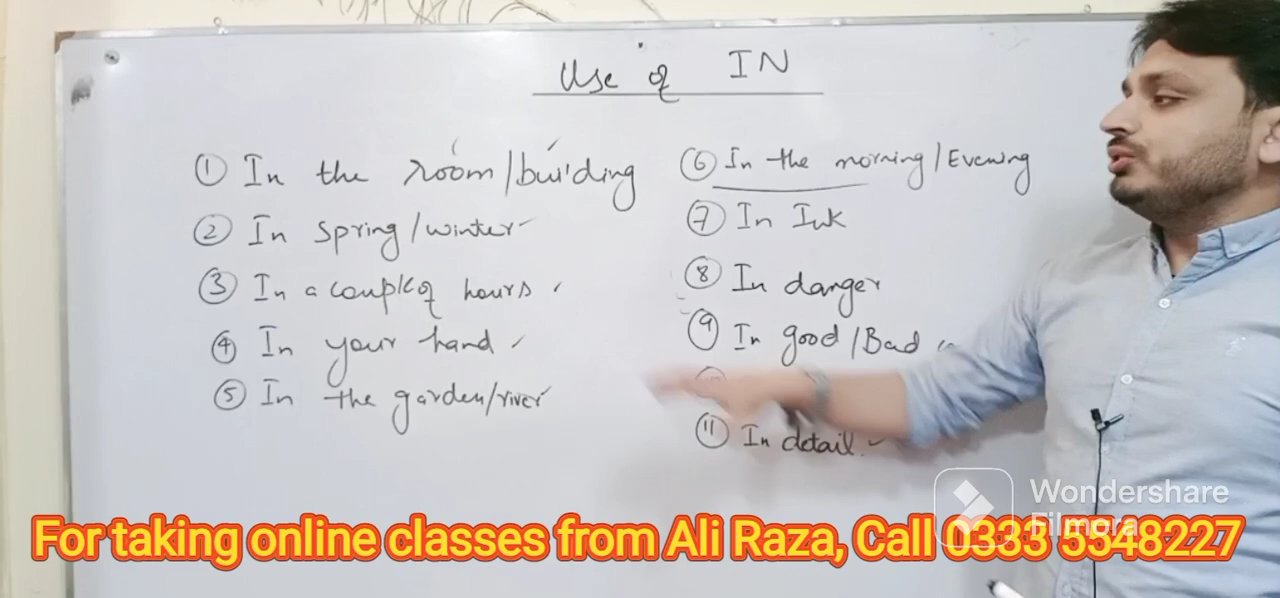 Use of IN
① In the room/building
② In spring/winter
③ In a couple of hours
④ In your hand
⑤ In the garden/river
⑥ In the morning/Evening
⑦ In Ink
⑧ In danger
⑨ In good/Bad
⑪ In detail
Wondershare
Filmora
For taking online classes from Ali Raza, Call 0333 5548227